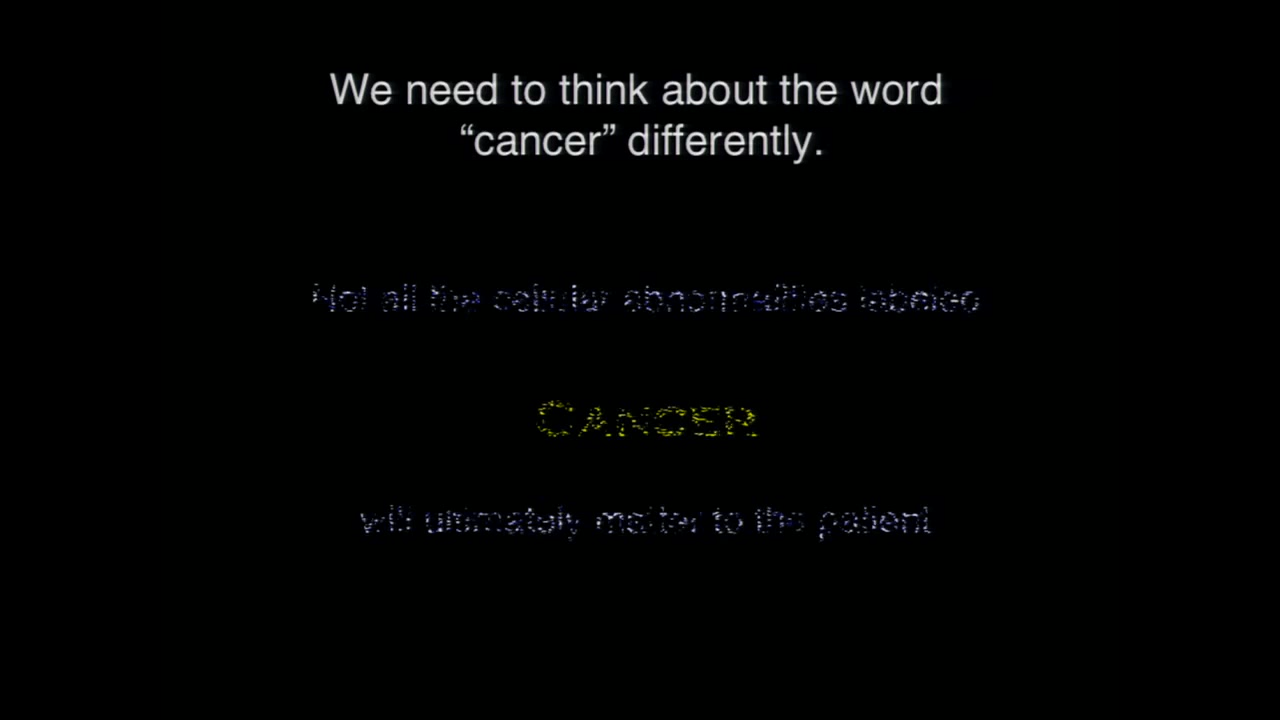 We need to think about the word
“cancer” differently.
Not all the cellular abnormalities labeled
CANCER
will ultimately matter to the patient